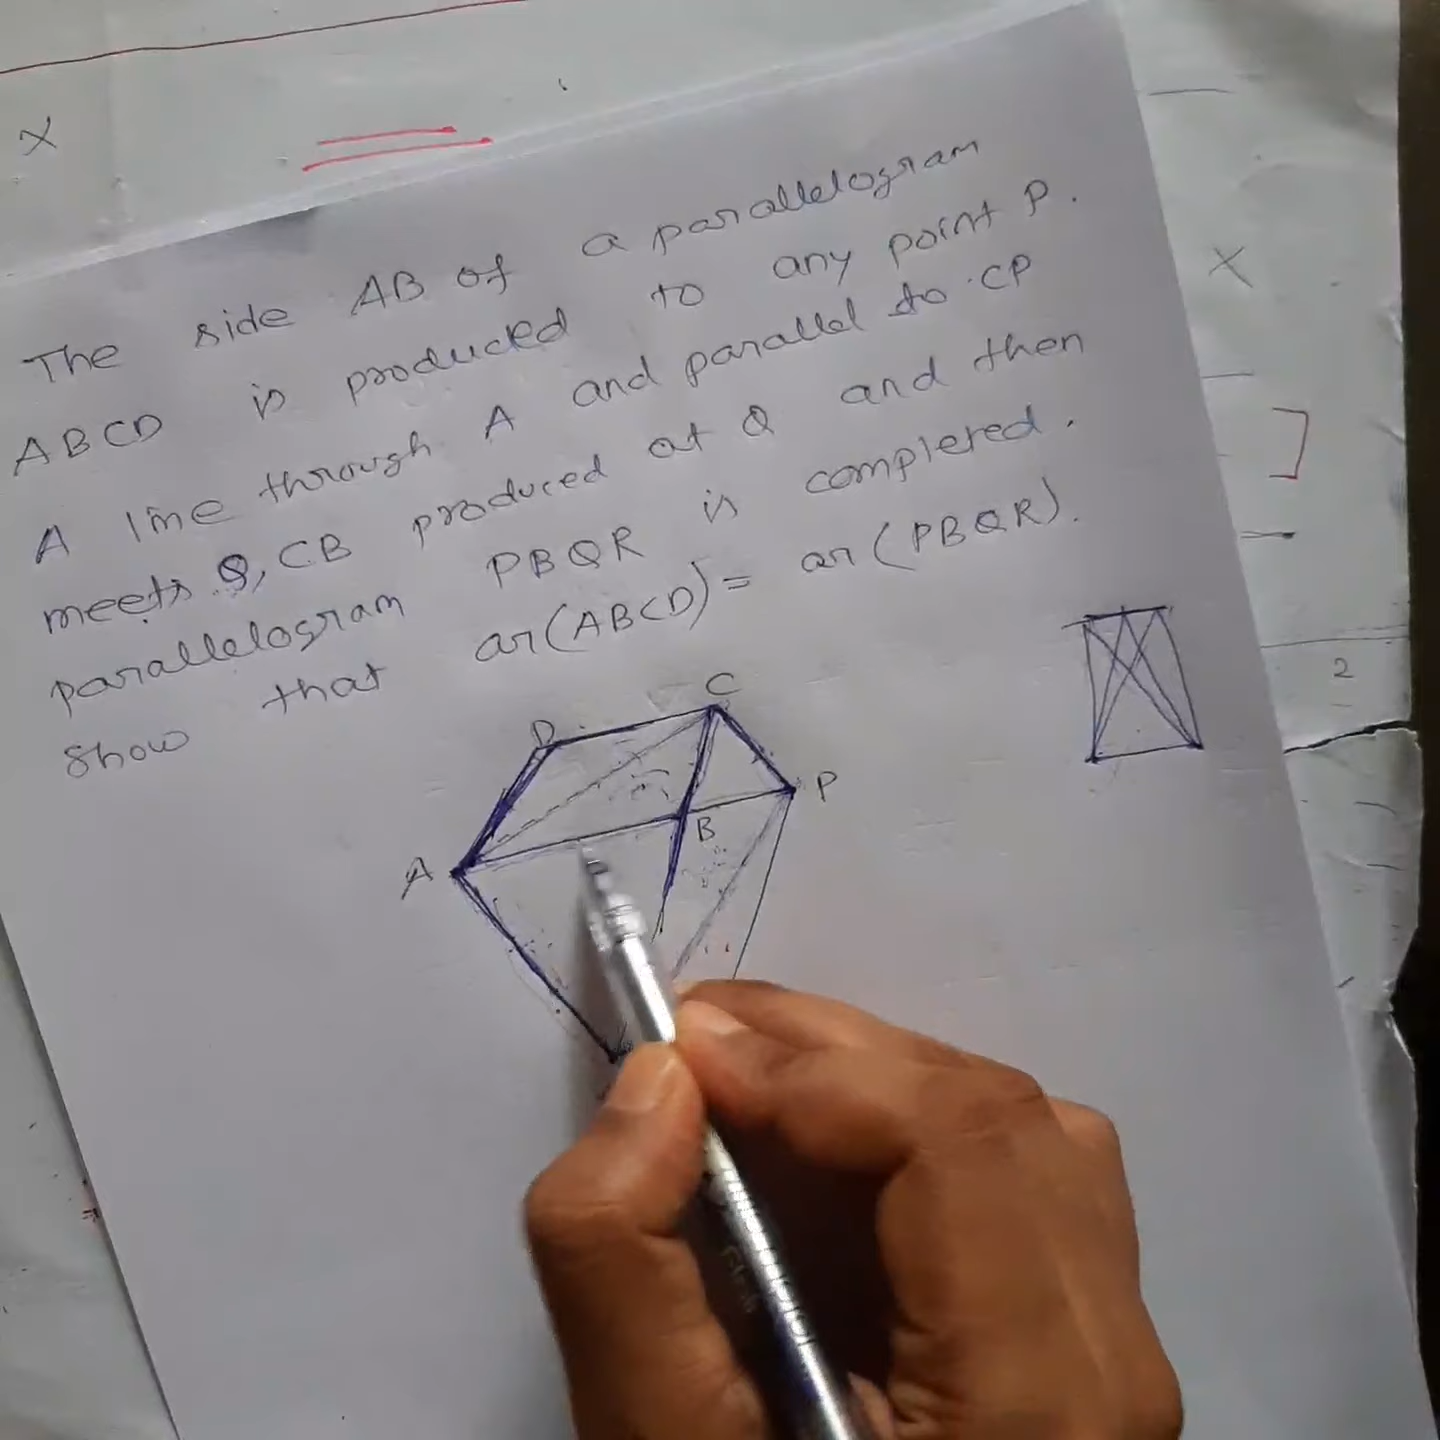 X
The side AB of a parallelogram
ABCD is produced to any point P.
A line through A and parallel to CP
meets Q, CB produced at Q and then
parallelogram PBQR is completed.
Show that ar(ABCD) = ar(PBQR).
X
]
2
C
D
P
B
A